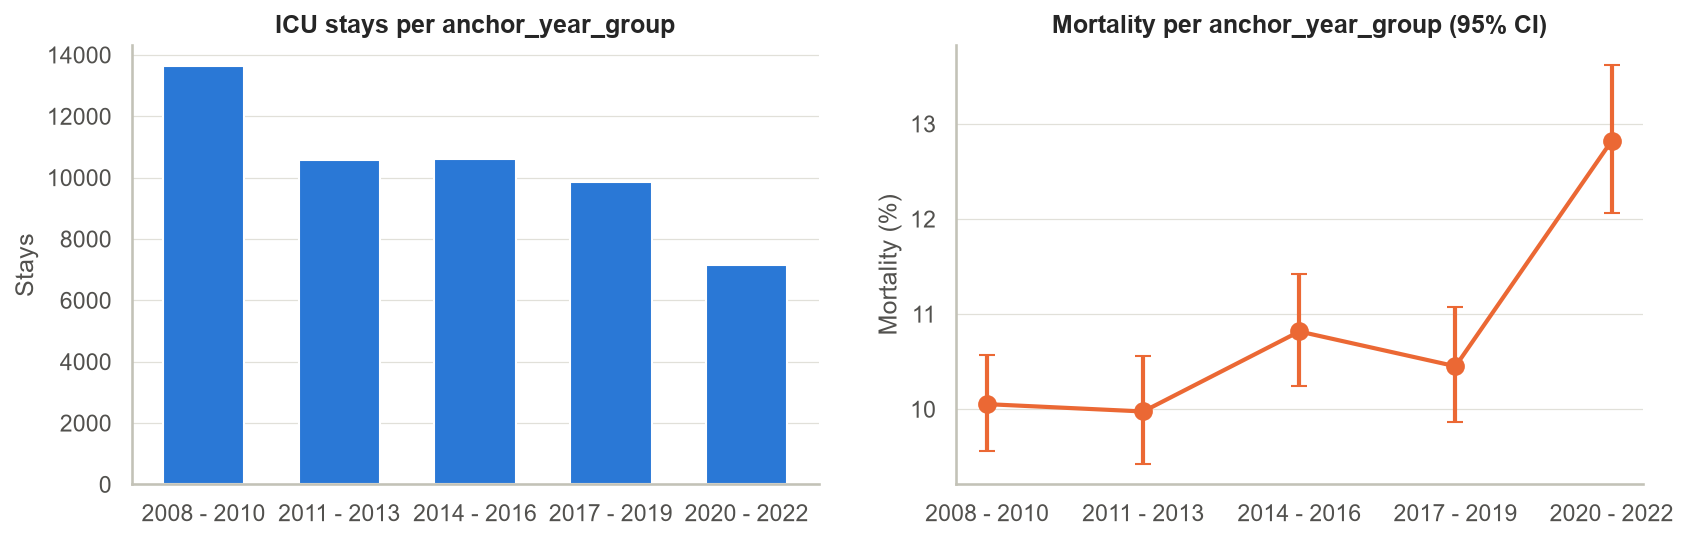 ICU stays per anchor_year_group
Stays
14000
12000
10000
8000
6000
4000
2000
0
2008 - 2010 2011 - 2013 2014 - 2016 2017 - 2019 2020 - 2022
Mortality per anchor_year_group (95% CI)
Mortality (%)
13
12
11
10
2008 - 2010 2011 - 2013 2014 - 2016 2017 - 2019 2020 - 2022